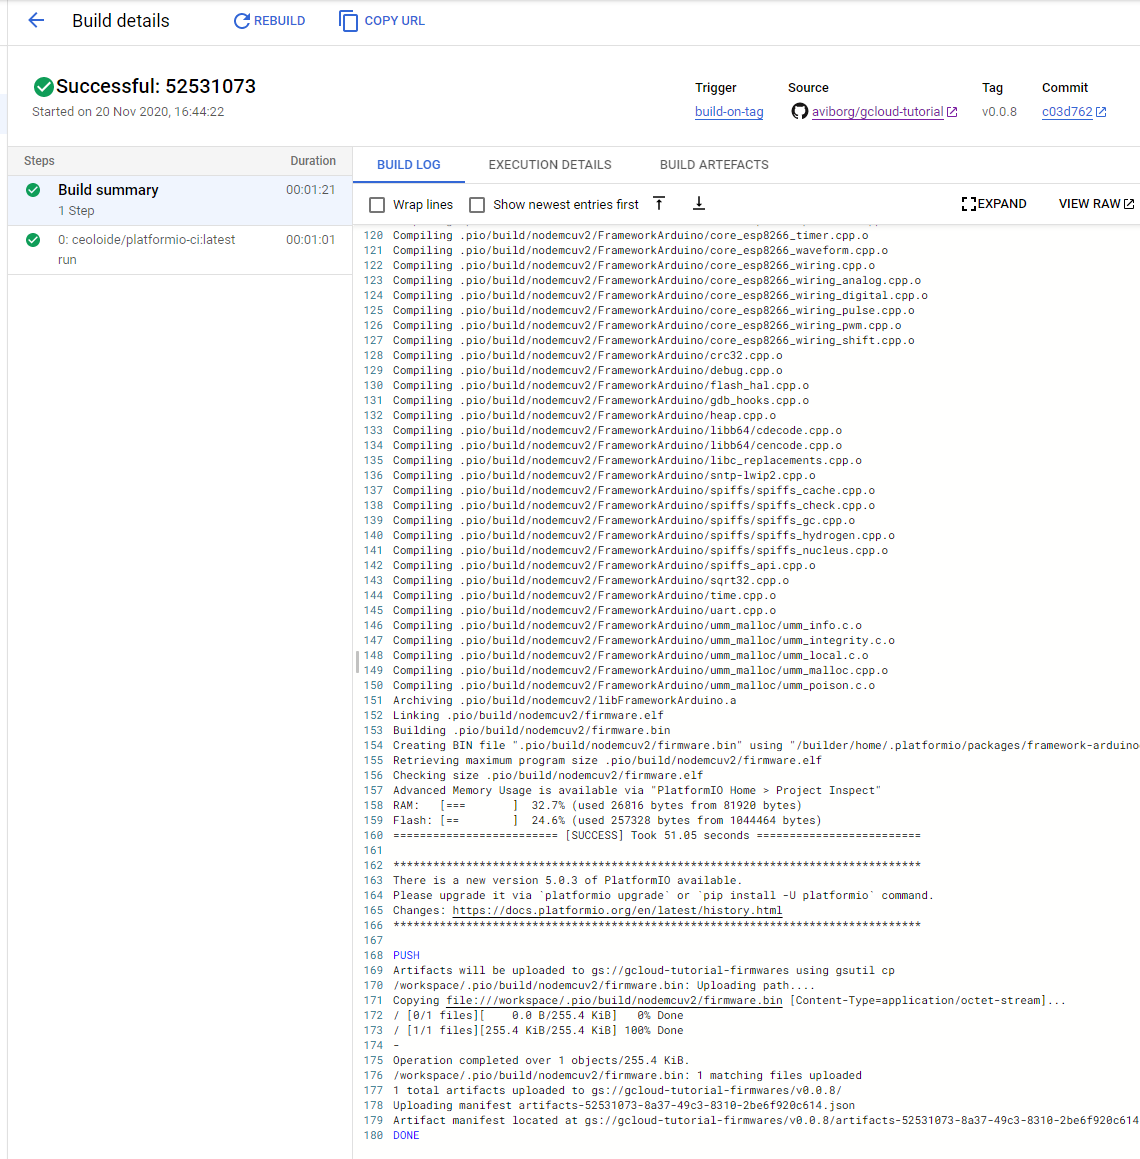 Build details
REBUILD
COPY URL
Successful: 52531073
Started on 20 Nov 2020, 16:44:22
Trigger
build-on-tag
Source
aviborg/gcloud-tutorial
Tag
v0.0.8
Commit
c03d762
Steps Duration
Build summary 00:01:21
1 Step
0: ceoloide/platformio-ci:latest 00:01:01
run
BUILD LOG EXECUTION DETAILS BUILD ARTEFACTS
Wrap lines Show newest entries first EXPAND VIEW RAW
120 Compiling .pio/build/nodemcuv2/FrameworkArduino/core_esp8266_timer.cpp.o
121 Compiling .pio/build/nodemcuv2/FrameworkArduino/core_esp8266_waveform.cpp.o
122 Compiling .pio/build/nodemcuv2/FrameworkArduino/core_esp8266_wiring.cpp.o
123 Compiling .pio/build/nodemcuv2/FrameworkArduino/core_esp8266_wiring_analog.cpp.o
124 Compiling .pio/build/nodemcuv2/FrameworkArduino/core_esp8266_wiring_digital.cpp.o
125 Compiling .pio/build/nodemcuv2/FrameworkArduino/core_esp8266_wiring_pulse.cpp.o
126 Compiling .pio/build/nodemcuv2/FrameworkArduino/core_esp8266_wiring_pwm.cpp.o
127 Compiling .pio/build/nodemcuv2/FrameworkArduino/core_esp8266_wiring_shift.cpp.o
128 Compiling .pio/build/nodemcuv2/FrameworkArduino/crc32.cpp.o
129 Compiling .pio/build/nodemcuv2/FrameworkArduino/debug.cpp.o
130 Compiling .pio/build/nodemcuv2/FrameworkArduino/flash_hal.cpp.o
131 Compiling .pio/build/nodemcuv2/FrameworkArduino/gdb_hooks.cpp.o
132 Compiling .pio/build/nodemcuv2/FrameworkArduino/heap.cpp.o
133 Compiling .pio/build/nodemcuv2/FrameworkArduino/libb64/cdecode.cpp.o
134 Compiling .pio/build/nodemcuv2/FrameworkArduino/libb64/cencode.cpp.o
135 Compiling .pio/build/nodemcuv2/FrameworkArduino/libc_replacements.cpp.o
136 Compiling .pio/build/nodemcuv2/FrameworkArduino/sntp-lwip2.cpp.o
137 Compiling .pio/build/nodemcuv2/FrameworkArduino/spiffs/spiffs_cache.cpp.o
138 Compiling .pio/build/nodemcuv2/FrameworkArduino/spiffs/spiffs_check.cpp.o
139 Compiling .pio/build/nodemcuv2/FrameworkArduino/spiffs/spiffs_gc.cpp.o
140 Compiling .pio/build/nodemcuv2/FrameworkArduino/spiffs/spiffs_hydrogen.cpp.o
141 Compiling .pio/build/nodemcuv2/FrameworkArduino/spiffs/spiffs_nucleus.cpp.o
142 Compiling .pio/build/nodemcuv2/FrameworkArduino/spiffs_api.cpp.o
143 Compiling .pio/build/nodemcuv2/FrameworkArduino/sqrt32.cpp.o
144 Compiling .pio/build/nodemcuv2/FrameworkArduino/time.cpp.o
145 Compiling .pio/build/nodemcuv2/FrameworkArduino/uart.cpp.o
146 Compiling .pio/build/nodemcuv2/FrameworkArduino/umm_malloc/umm_info.c.o
147 Compiling .pio/build/nodemcuv2/FrameworkArduino/umm_malloc/umm_integrity.c.o
148 Compiling .pio/build/nodemcuv2/FrameworkArduino/umm_malloc/umm_local.c.o
149 Compiling .pio/build/nodemcuv2/FrameworkArduino/umm_malloc/umm_malloc.cpp.o
150 Compiling .pio/build/nodemcuv2/FrameworkArduino/umm_malloc/umm_poison.c.o
151 Archiving .pio/build/nodemcuv2/libFrameworkArduino.a
152 Linking .pio/build/nodemcuv2/firmware.elf
153 Building .pio/build/nodemcuv2/firmware.bin
154 Creating BIN file ".pio/build/nodemcuv2/firmware.bin" using "/builder/home/.platformio/packages/framework-arduino
155 Retrieving maximum program size .pio/build/nodemcuv2/firmware.elf
156 Checking size .pio/build/nodemcuv2/firmware.elf
157 Advanced Memory Usage is available via "PlatformIO Home > Project Inspect"
158 RAM:   [===       ]  32.7% (used 26816 bytes from 81920 bytes)
159 Flash: [==        ]  24.6% (used 257328 bytes from 1044464 bytes)
160 ========================= [SUCCESS] Took 51.05 seconds =========================
161
162 ********************************************************************************
163 There is a new version 5.0.3 of PlatformIO available.
164 Please upgrade it via `platformio upgrade` or `pip install -U platformio` command.
165 Changes: https://docs.platformio.org/en/latest/history.html
166 ********************************************************************************
167
168 PUSH
169 Artifacts will be uploaded to gs://gcloud-tutorial-firmwares using gsutil cp
170 /workspace/.pio/build/nodemcuv2/firmware.bin: Uploading path....
171 Copying file:///workspace/.pio/build/nodemcuv2/firmware.bin [Content-Type=application/octet-stream]...
172 / [0/1 files][    0.0 B/255.4 KiB]   0% Done
173 / [1/1 files][255.4 KiB/255.4 KiB] 100% Done
174 -
175 Operation completed over 1 objects/255.4 KiB.
176 /workspace/.pio/build/nodemcuv2/firmware.bin: 1 matching files uploaded
177 1 total artifacts uploaded to gs://gcloud-tutorial-firmwares/v0.0.8/
178 Uploading manifest artifacts-52531073-8a37-49c3-8310-2be6f920c614.json
179 Artifact manifest located at gs://gcloud-tutorial-firmwares/v0.0.8/artifacts-52531073-8a37-49c3-8310-2be6f920c614
180 DONE